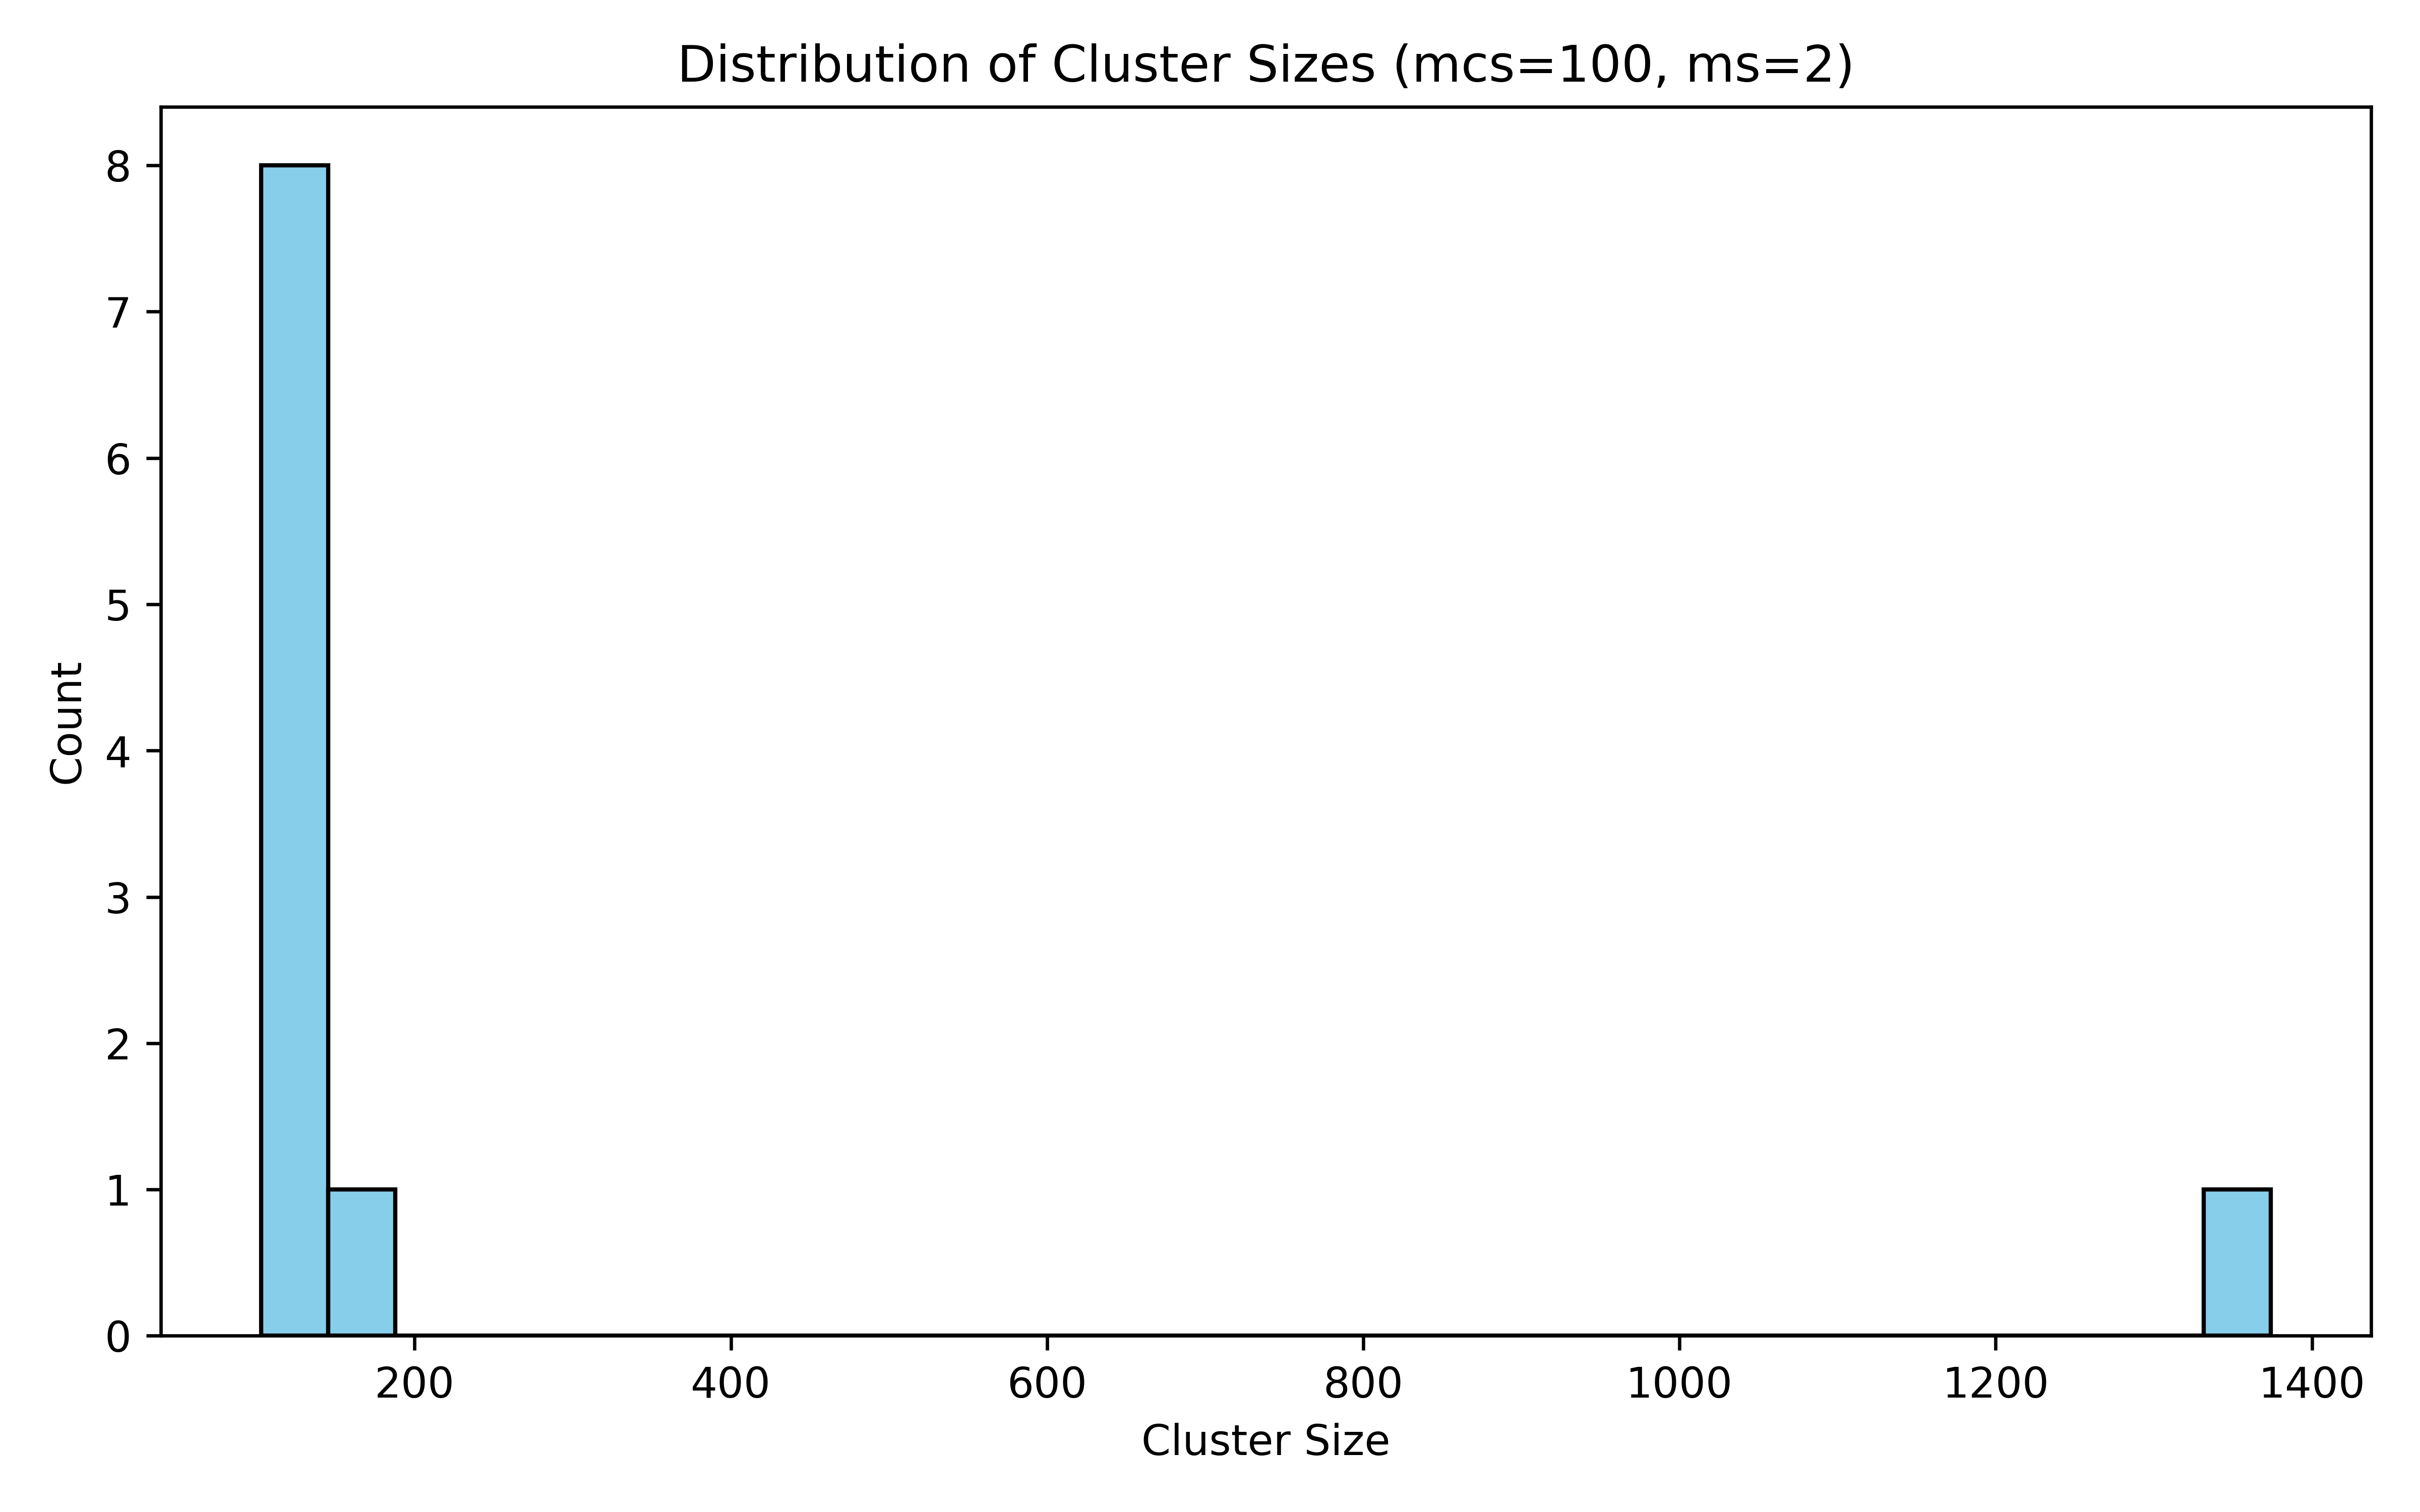 Distribution of Cluster Sizes (mcs=100, ms=2)
8
7
6
5
4
3
2
1
0
Count
200 400 600 800 1000 1200 1400
Cluster Size